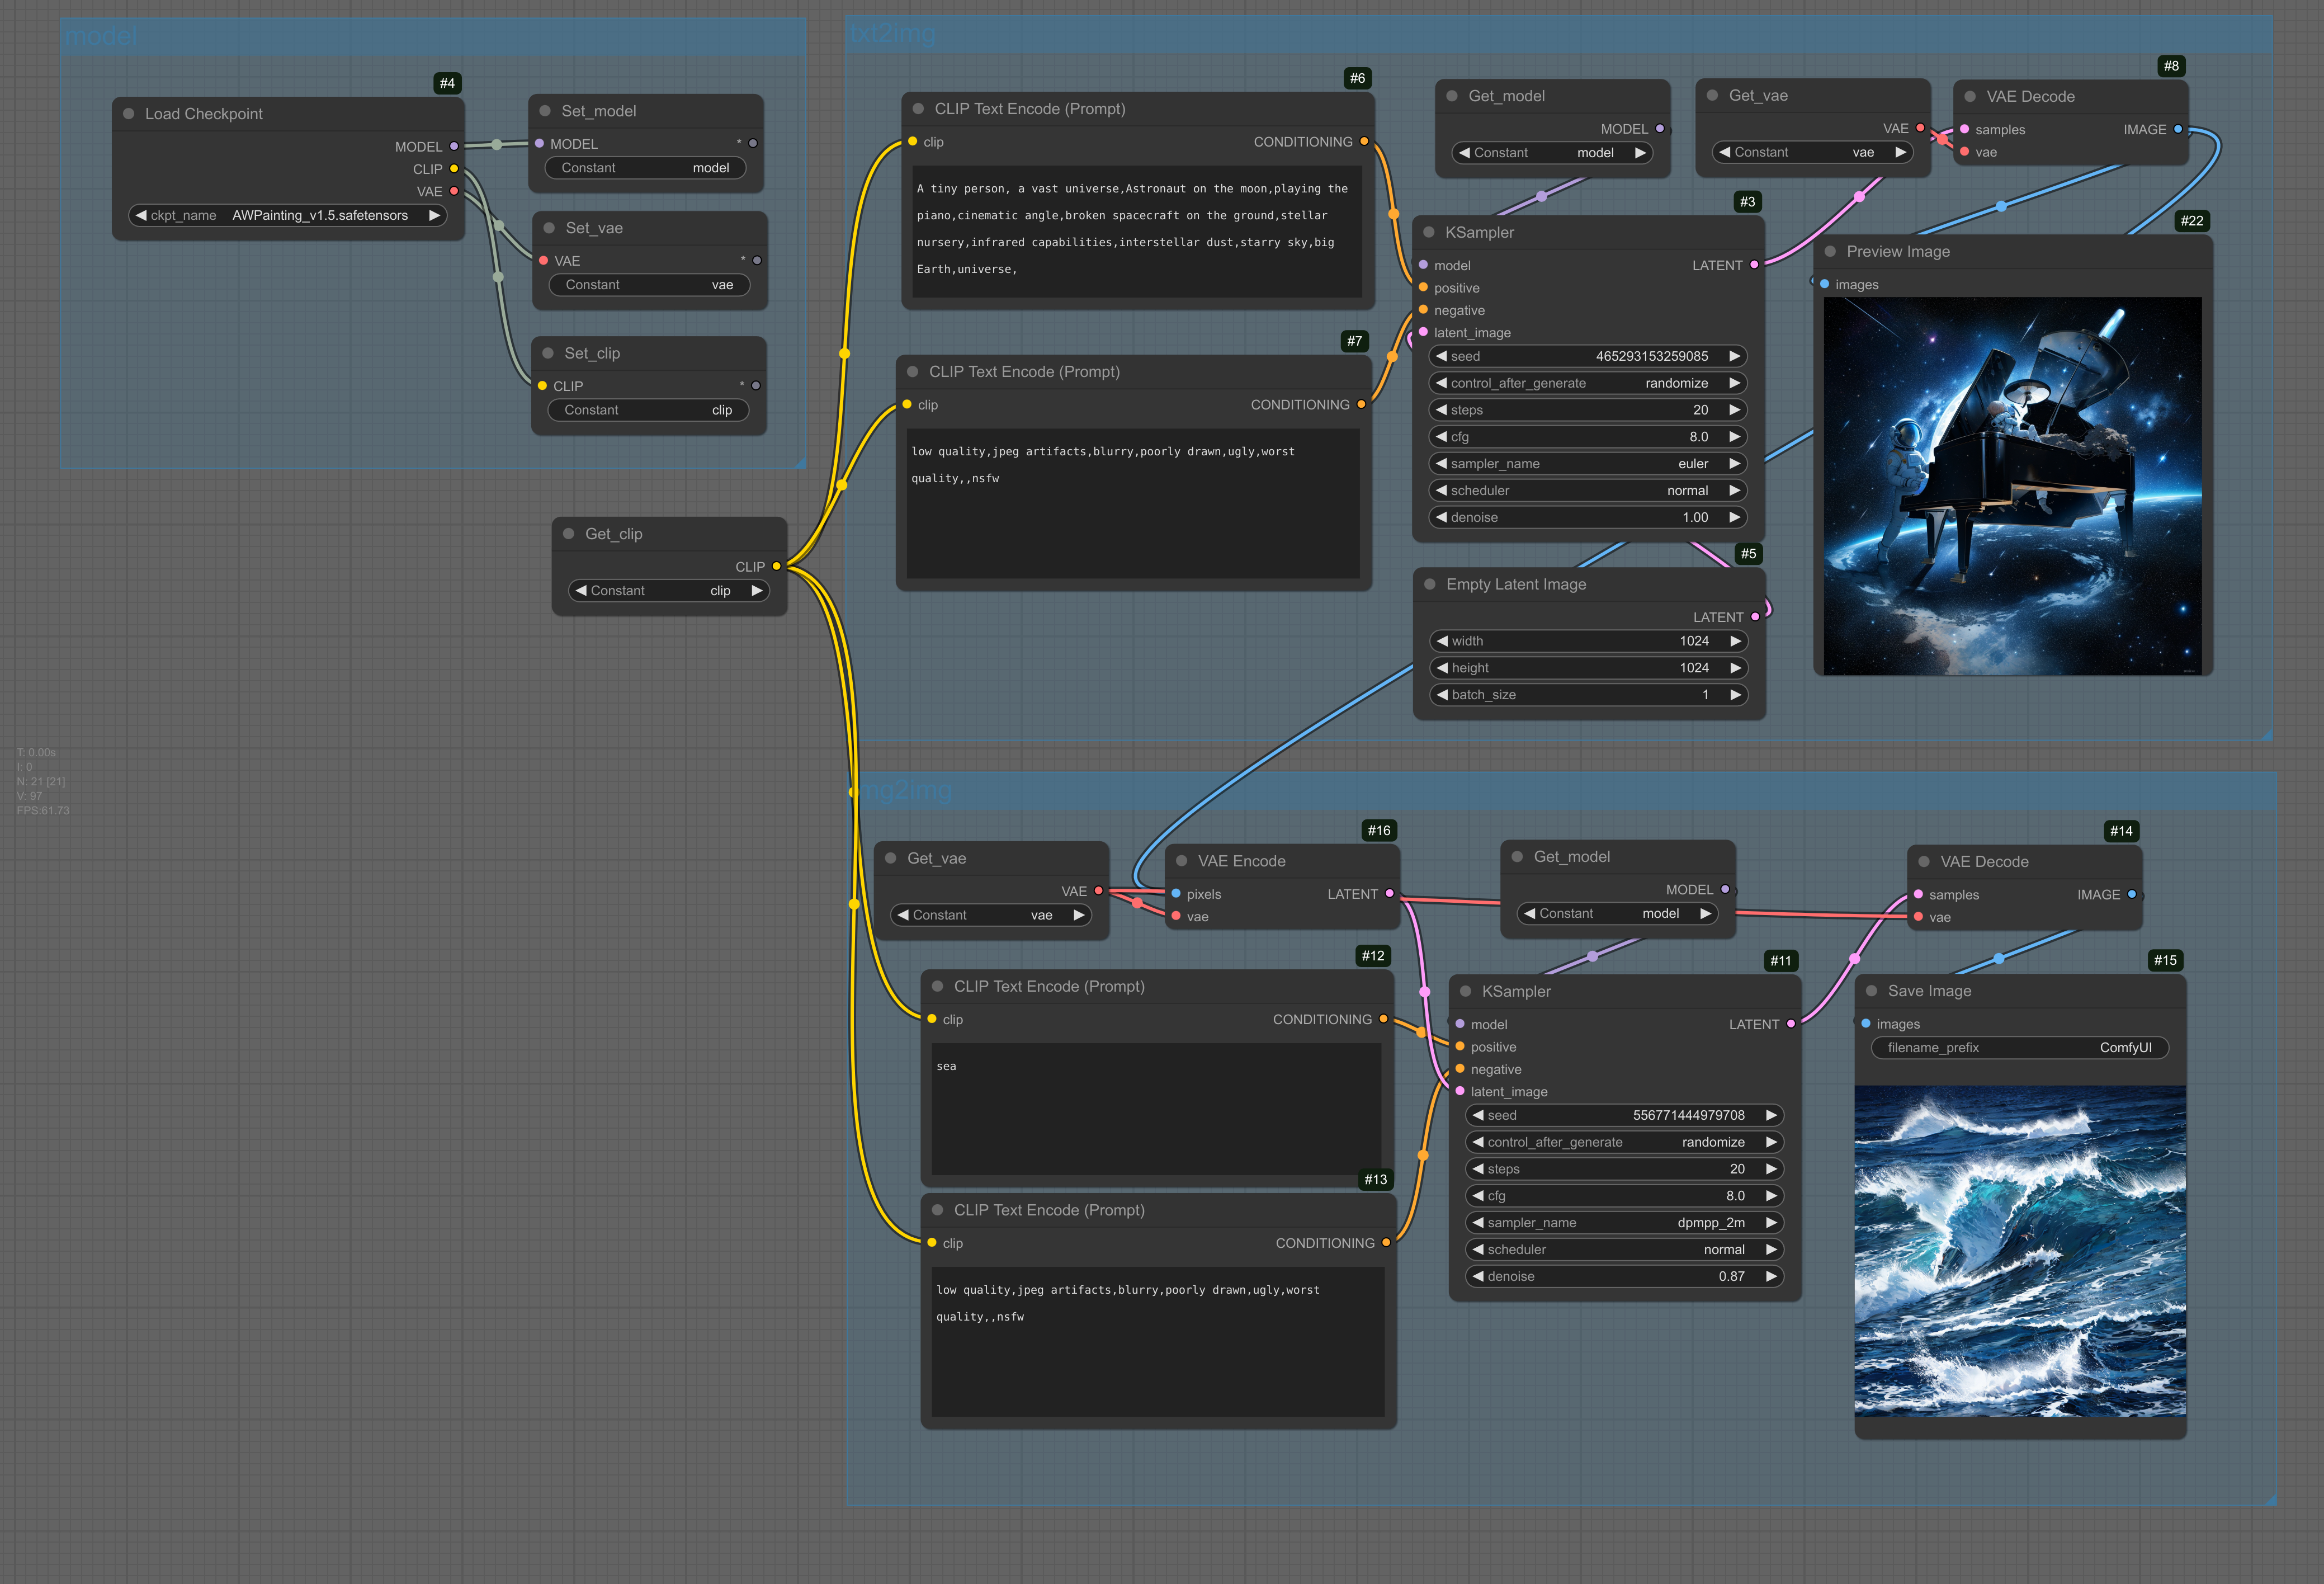 model
#4
Load Checkpoint
MODEL
CLIP
VAE
ckpt_name AWPainting_v1.5.safetensors
Set_model
MODEL *
Constant model
Set_vae
VAE *
Constant vae
Set_clip
CLIP *
Constant clip
Get_clip
CLIP
Constant clip
T: 0.00s
I: 0
N: 21 [21]
V: 97
FPS:61.73
txt2img
#6
CLIP Text Encode (Prompt)
clip CONDITIONING
A tiny person, a vast universe,Astronaut on the moon,playing the
piano,cinematic angle,broken spacecraft on the ground,stellar
nursery,infrared capabilities,interstellar dust,starry sky,big
Earth,universe,
#7
CLIP Text Encode (Prompt)
clip CONDITIONING
low quality,jpeg artifacts,blurry,poorly drawn,ugly,worst
quality,,nsfw
Get_model
MODEL
Constant model
Get_vae
VAE
Constant vae
#8
VAE Decode
samples IMAGE
vae
#3
KSampler
model LATENT
positive
negative
latent_image
seed 465293153259085
control_after_generate randomize
steps 20
cfg 8.0
sampler_name euler
scheduler normal
denoise 1.00
#5
Empty Latent Image
LATENT
width 1024
height 1024
batch_size 1
#22
Preview Image
images
mg2img
Get_vae
VAE
Constant vae
#16
VAE Encode
pixels LATENT
vae
Get_model
MODEL
Constant model
#14
VAE Decode
samples IMAGE
vae
#12
CLIP Text Encode (Prompt)
clip CONDITIONING
sea
#13
CLIP Text Encode (Prompt)
clip CONDITIONING
low quality,jpeg artifacts,blurry,poorly drawn,ugly,worst
quality,,nsfw
#11
KSampler
model LATENT
positive
negative
latent_image
seed 556771444979708
control_after_generate randomize
steps 20
cfg 8.0
sampler_name dpmpp_2m
scheduler normal
denoise 0.87
#15
Save Image
images
filename_prefix ComfyUI